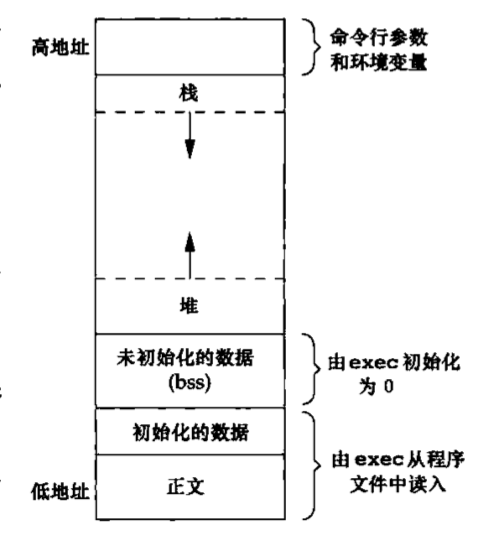 高地址
命令行参数
和环境变量
栈
堆
未初始化的数据
(bss)
由exec初始化
为 0
初始化的数据
由 exec从程序
文件中读入
低地址
正文